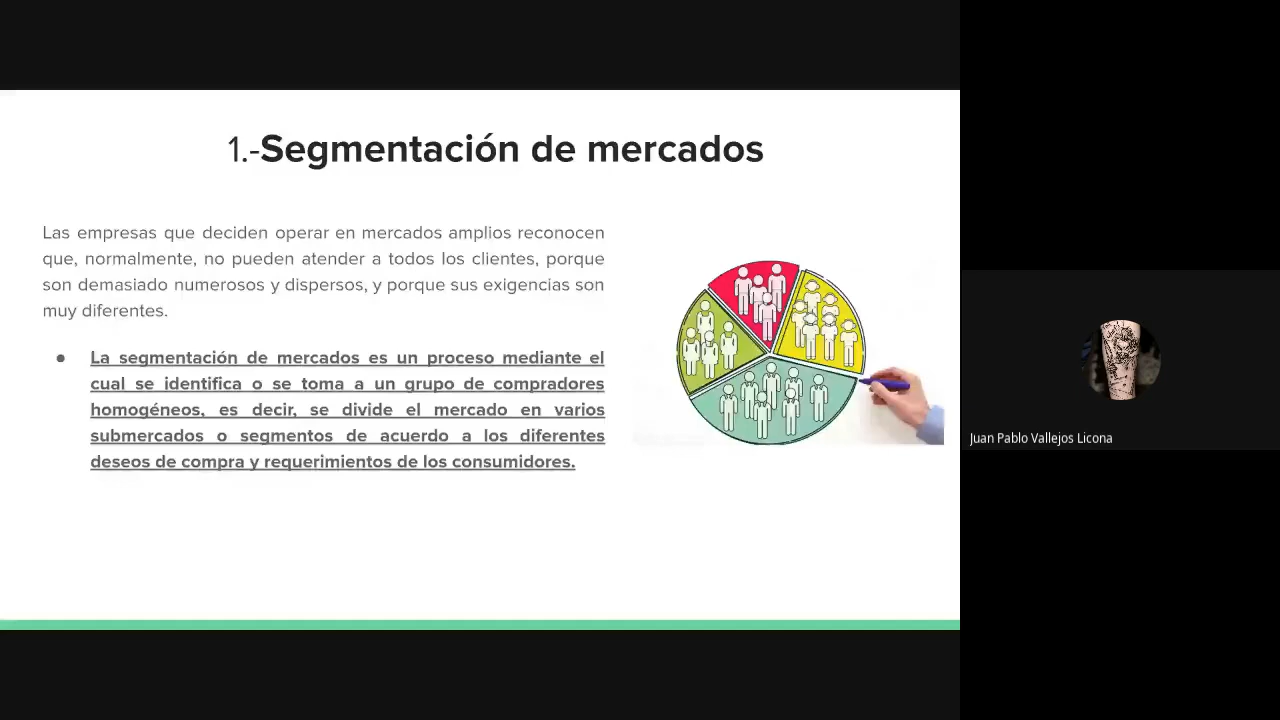 1.-Segmentación de mercados
Las empresas que deciden operar en mercados amplios reconocen
que, normalmente, no pueden atender a todos los clientes, porque
son demasiado numerosos y dispersos, y porque sus exigencias son
muy diferentes.
● La segmentación de mercados es un proceso mediante el
cual se identifica o se toma a un grupo de compradores
homogéneos, es decir, se divide el mercado en varios
submercados o segmentos de acuerdo a los diferentes
deseos de compra y requerimientos de los consumidores.
Juan Pablo Vallejos Licona